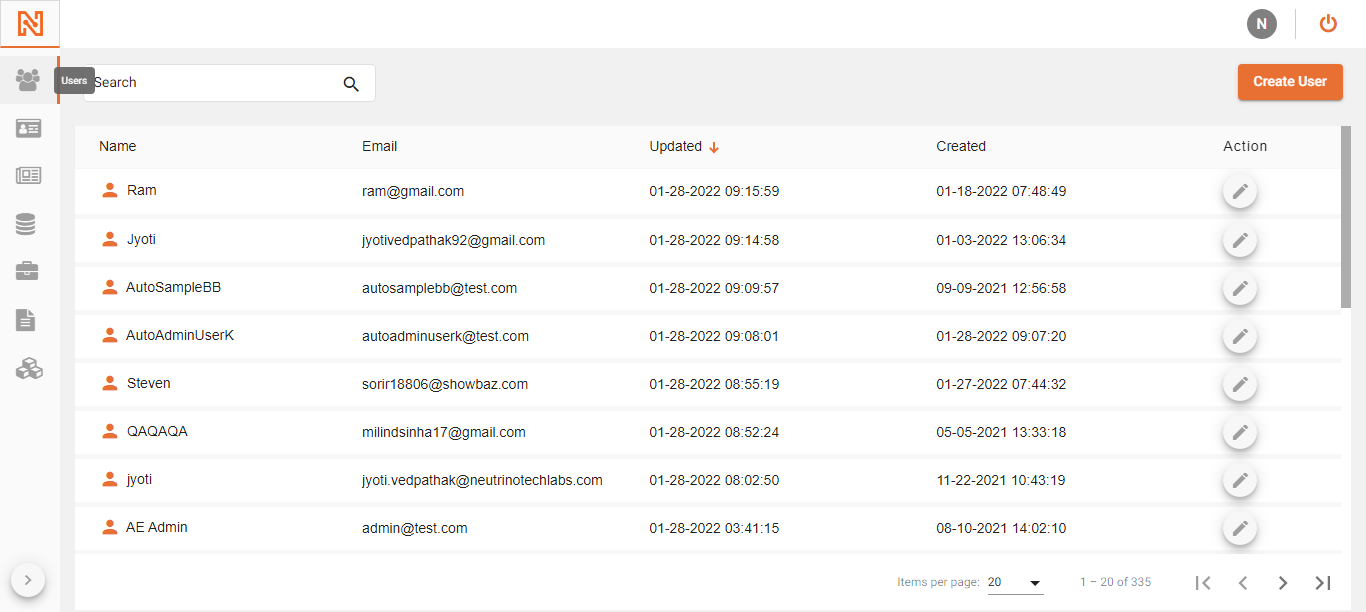 N
Users
Search
Create User
Name Email Updated Created Action
Ram ram@gmail.com 01-28-2022 09:15:59 01-18-2022 07:48:49
Jyoti jyotivedpathak92@gmail.com 01-28-2022 09:14:58 01-03-2022 13:06:34
AutoSampleBB autosamplebb@test.com 01-28-2022 09:09:57 09-09-2021 12:56:58
AutoAdminUserK autoadminuserk@test.com 01-28-2022 09:08:01 01-28-2022 09:07:20
Steven sorir18806@showbaz.com 01-28-2022 08:55:19 01-27-2022 07:44:32
QAQAQA milindsinha17@gmail.com 01-28-2022 08:52:24 05-05-2021 13:33:18
jyoti jyoti.vedpathak@neutrinotechlabs.com 01-28-2022 08:02:50 11-22-2021 10:43:19
AE Admin admin@test.com 01-28-2022 03:41:15 08-10-2021 14:02:10
Items per page: 20 1 – 20 of 335